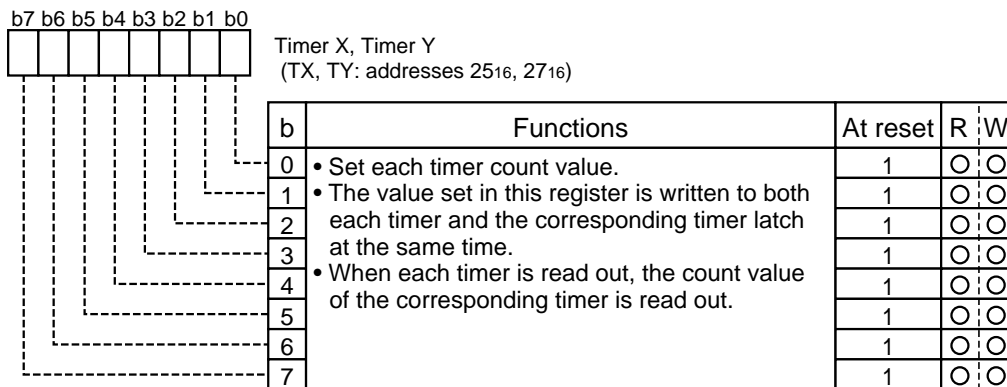 b7 b6 b5 b4 b3 b2 b1 b0
Timer X, Timer Y
(TX, TY: addresses 2516, 2716)
b Functions At reset R W
0 • Set each timer count value. 1 O O
1 • The value set in this register is written to both 1 O O
2 each timer and the corresponding timer latch 1 O O
3 at the same time. 1 O O
4 • When each timer is read out, the count value 1 O O
5 of the corresponding timer is read out. 1 O O
6 1 O O
7 1 O O